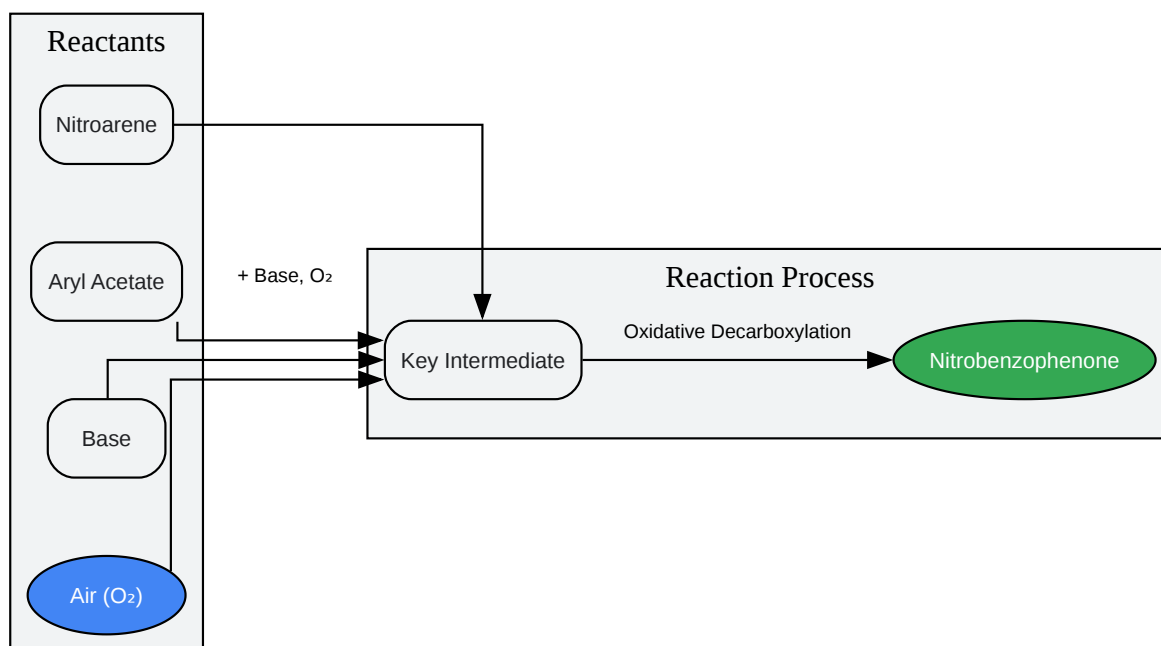 Reactants
Nitroarene
Aryl Acetate
+ Base, O₂
Reaction Process
Oxidative Decarboxylation
Key Intermediate
Nitrobenzophenone
Base
Air (O₂)